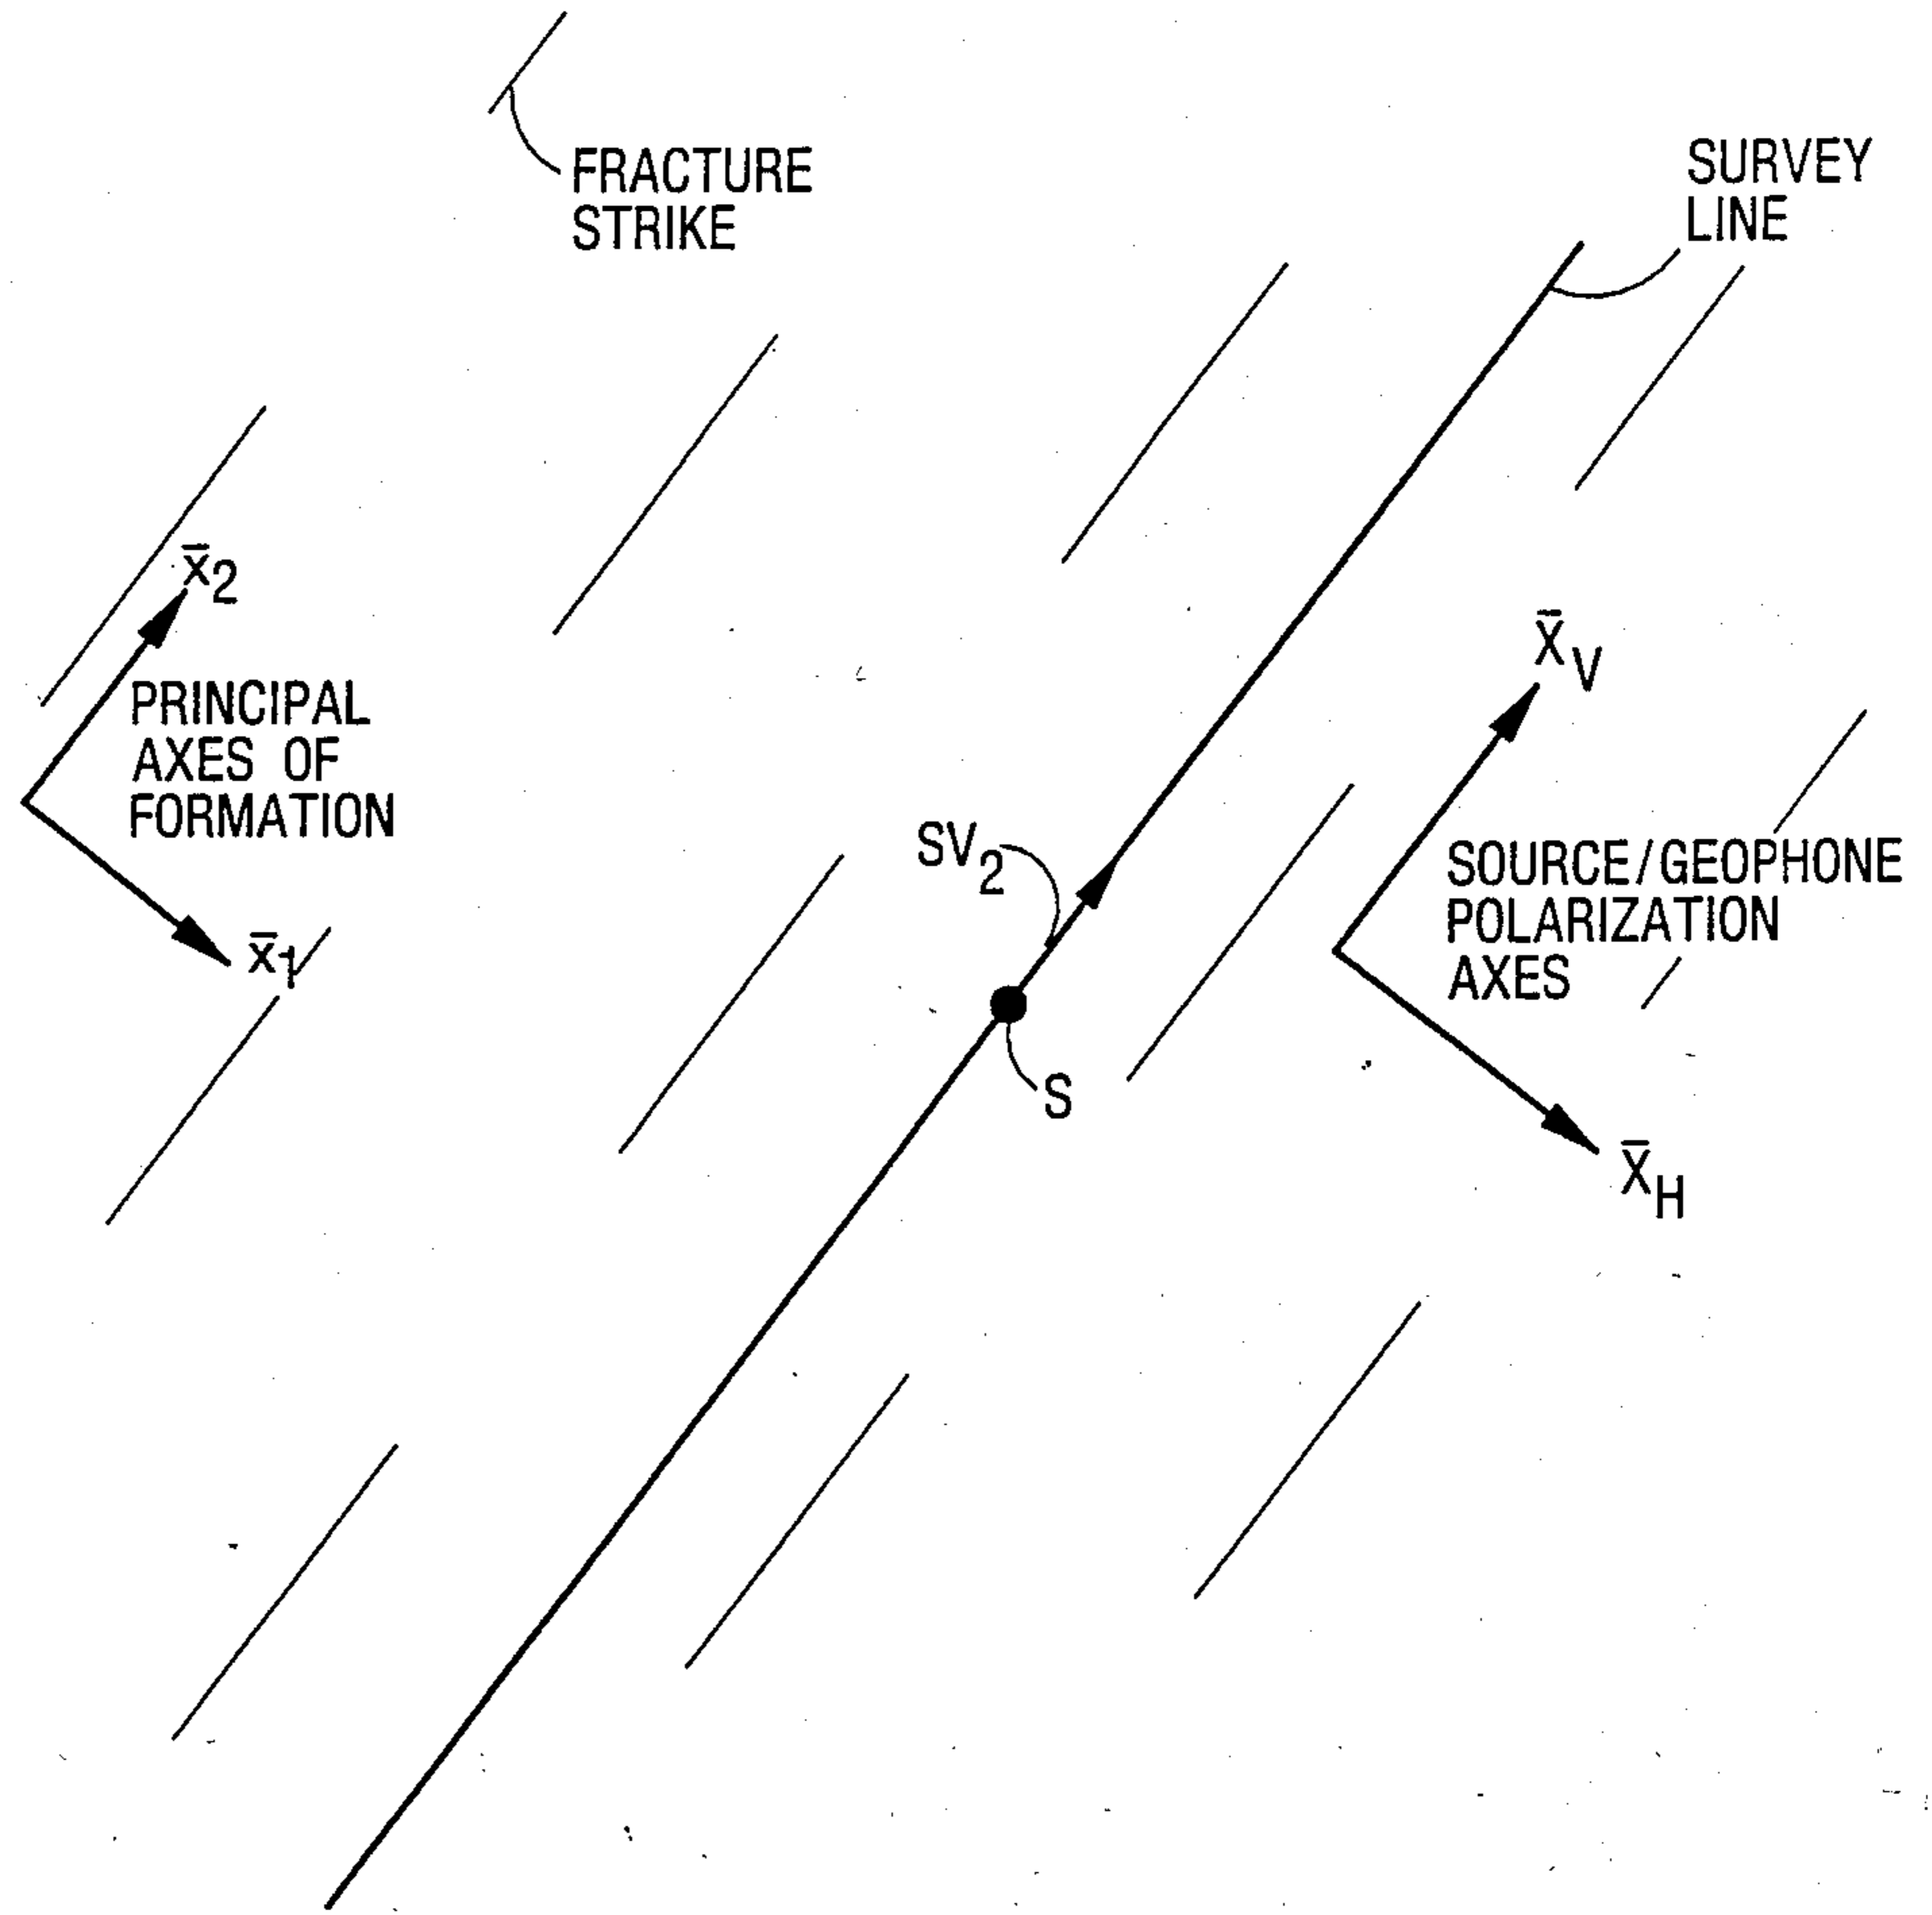 FRACTURE
STRIKE
SURVEY
LINE
x̄2
PRINCIPAL
AXES OF
FORMATION
x̄1
SV2
S
X̄V
SOURCE/GEOPHONE
POLARIZATION
AXES
X̄H